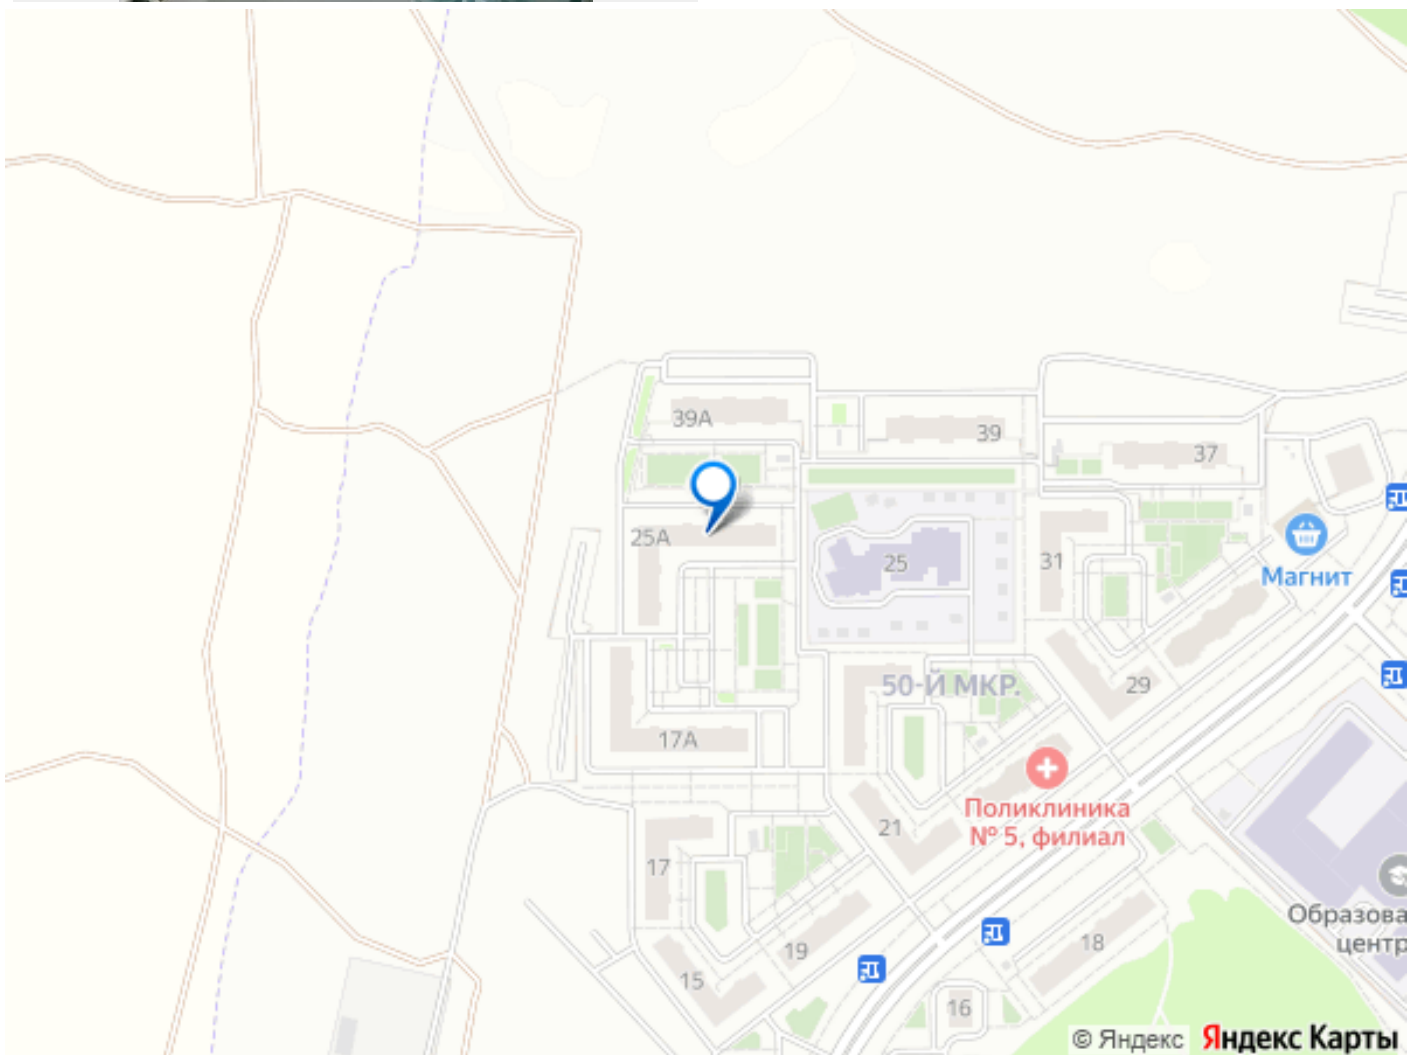 39А
39
37
25А
25
31
Магнит
50-Й МКР.
29
17А
Поликлиника
№ 5, филиал
21
17
Образова
центр
18
19
15
16
© Яндекс Яндекс Карты